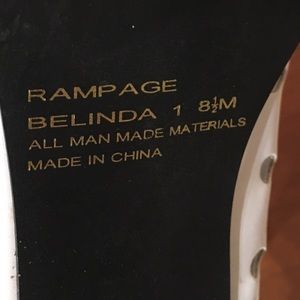 RAMPAGE
BELINDA 1 8½M
ALL MAN MADE MATERIALS
MADE IN CHINA